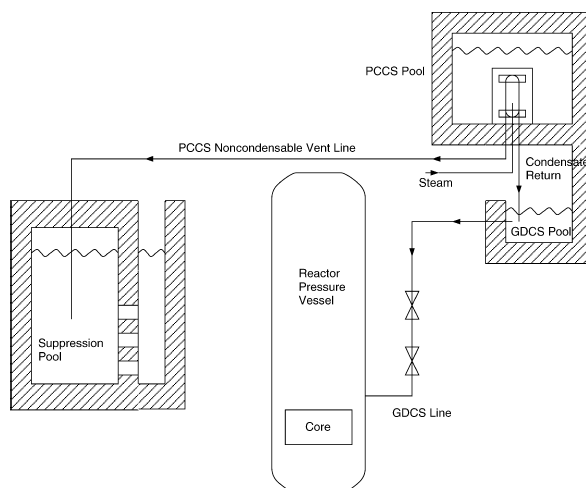 PCCS Pool
PCCS Noncondensable Vent Line
Condensate
Return
Steam
GDCS Pool
Reactor
Pressure
Vessel
Suppression
Pool
GDCS Line
Core